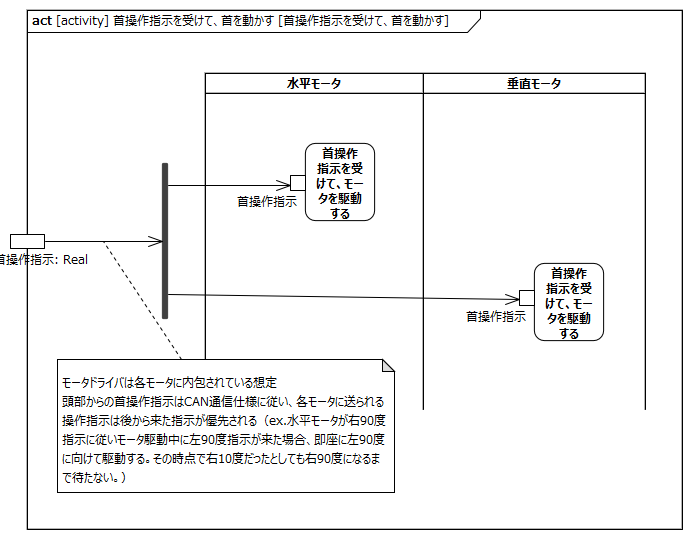 act [activity] 首操作指示を受けて、首を動かす [首操作指示を受けて、首を動かす]
水平モータ
垂直モータ
首操作
指示を受
けて、モー
タを駆動
する
首操作指示
首操作指示: Real
首操作
指示を受
けて、モー
タを駆動
する
首操作指示
モータドライバは各モータに内包されている想定
頭部からの首操作指示はCAN通信仕様に従い、各モータに送られる
操作指示は後から来た指示が優先される（ex.水平モータが右90度
指示に従いモータ駆動中に左90度指示が来た場合、即座に左90度
に向けて駆動する。その時点で右10度だったとしても右90度になるま
で待たない。）